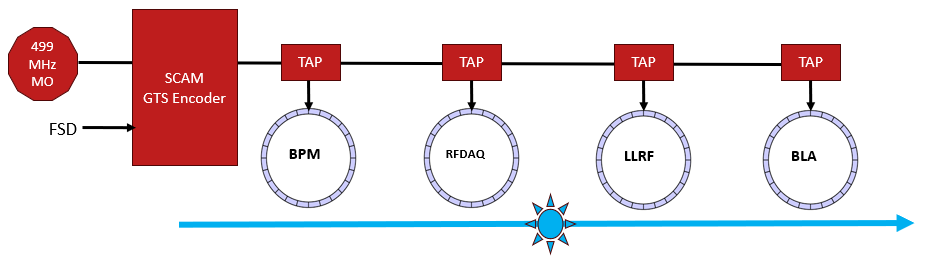 499
MHz
MO
SCAM
GTS Encoder
FSD
TAP
TAP
TAP
TAP
BPM
RFDAQ
LLRF
BLA